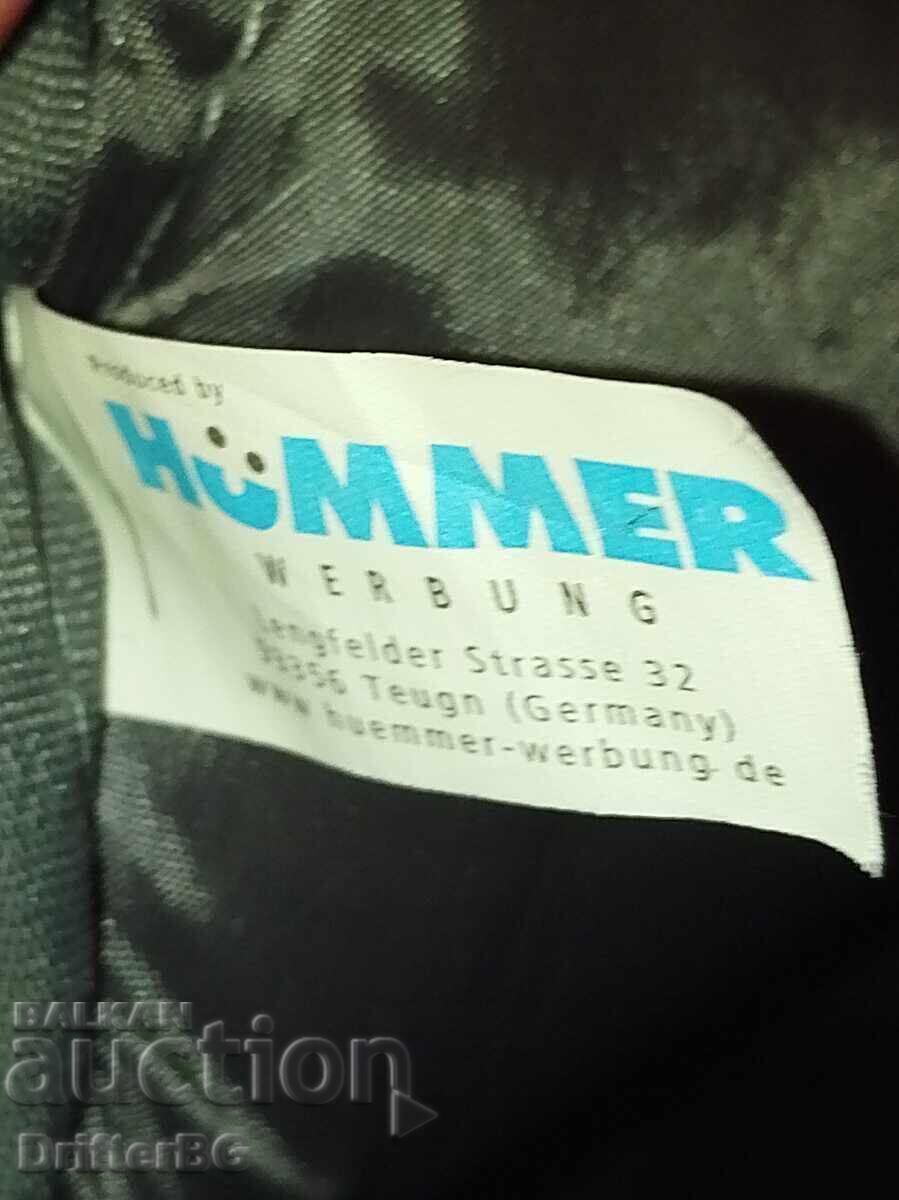 Produced by
HüMMER
WERBUNG
Lengfelder Strasse 32
93356 Teugn (Germany)
www.huemmer-werbung.de
BALKAN
auction
DrifterBG